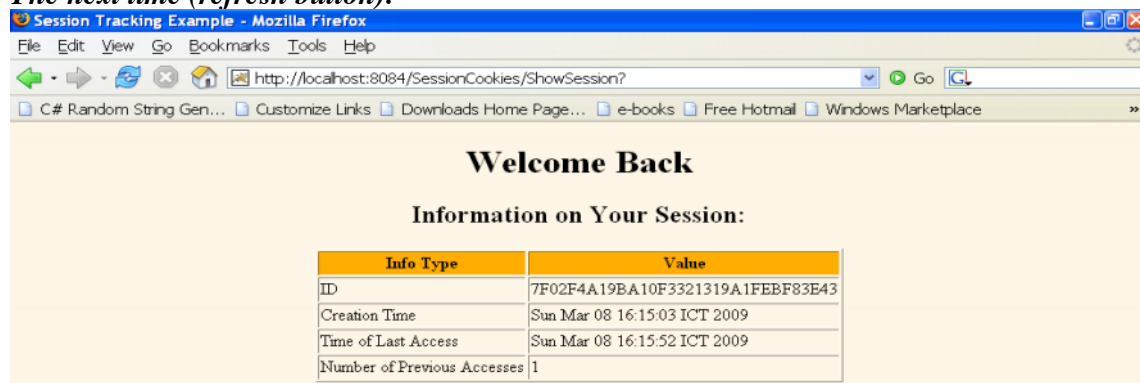 The next time (refresh button):
Session Tracking Example - Mozilla Firefox
File Edit View Go Bookmarks Tools Help
http://localhost:8084/SessionCookies/ShowSession? Go G
C# Random String Gen... Customize Links Downloads Home Page... e-books Free Hotmail Windows Marketplace »
Welcome Back
Information on Your Session:
Info Type Value
ID 7F02F4A19BA10F3321319A1FEBF83E43
Creation Time Sun Mar 08 16:15:03 ICT 2009
Time of Last Access Sun Mar 08 16:15:52 ICT 2009
Number of Previous Accesses 1